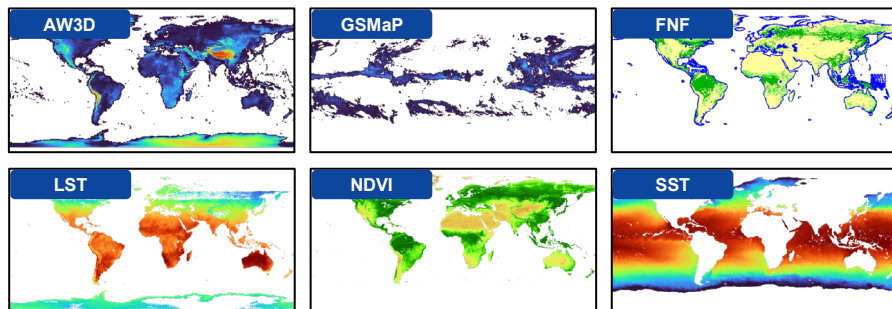 AW3D
GSMaP
FNF
LST
NDVI
SST